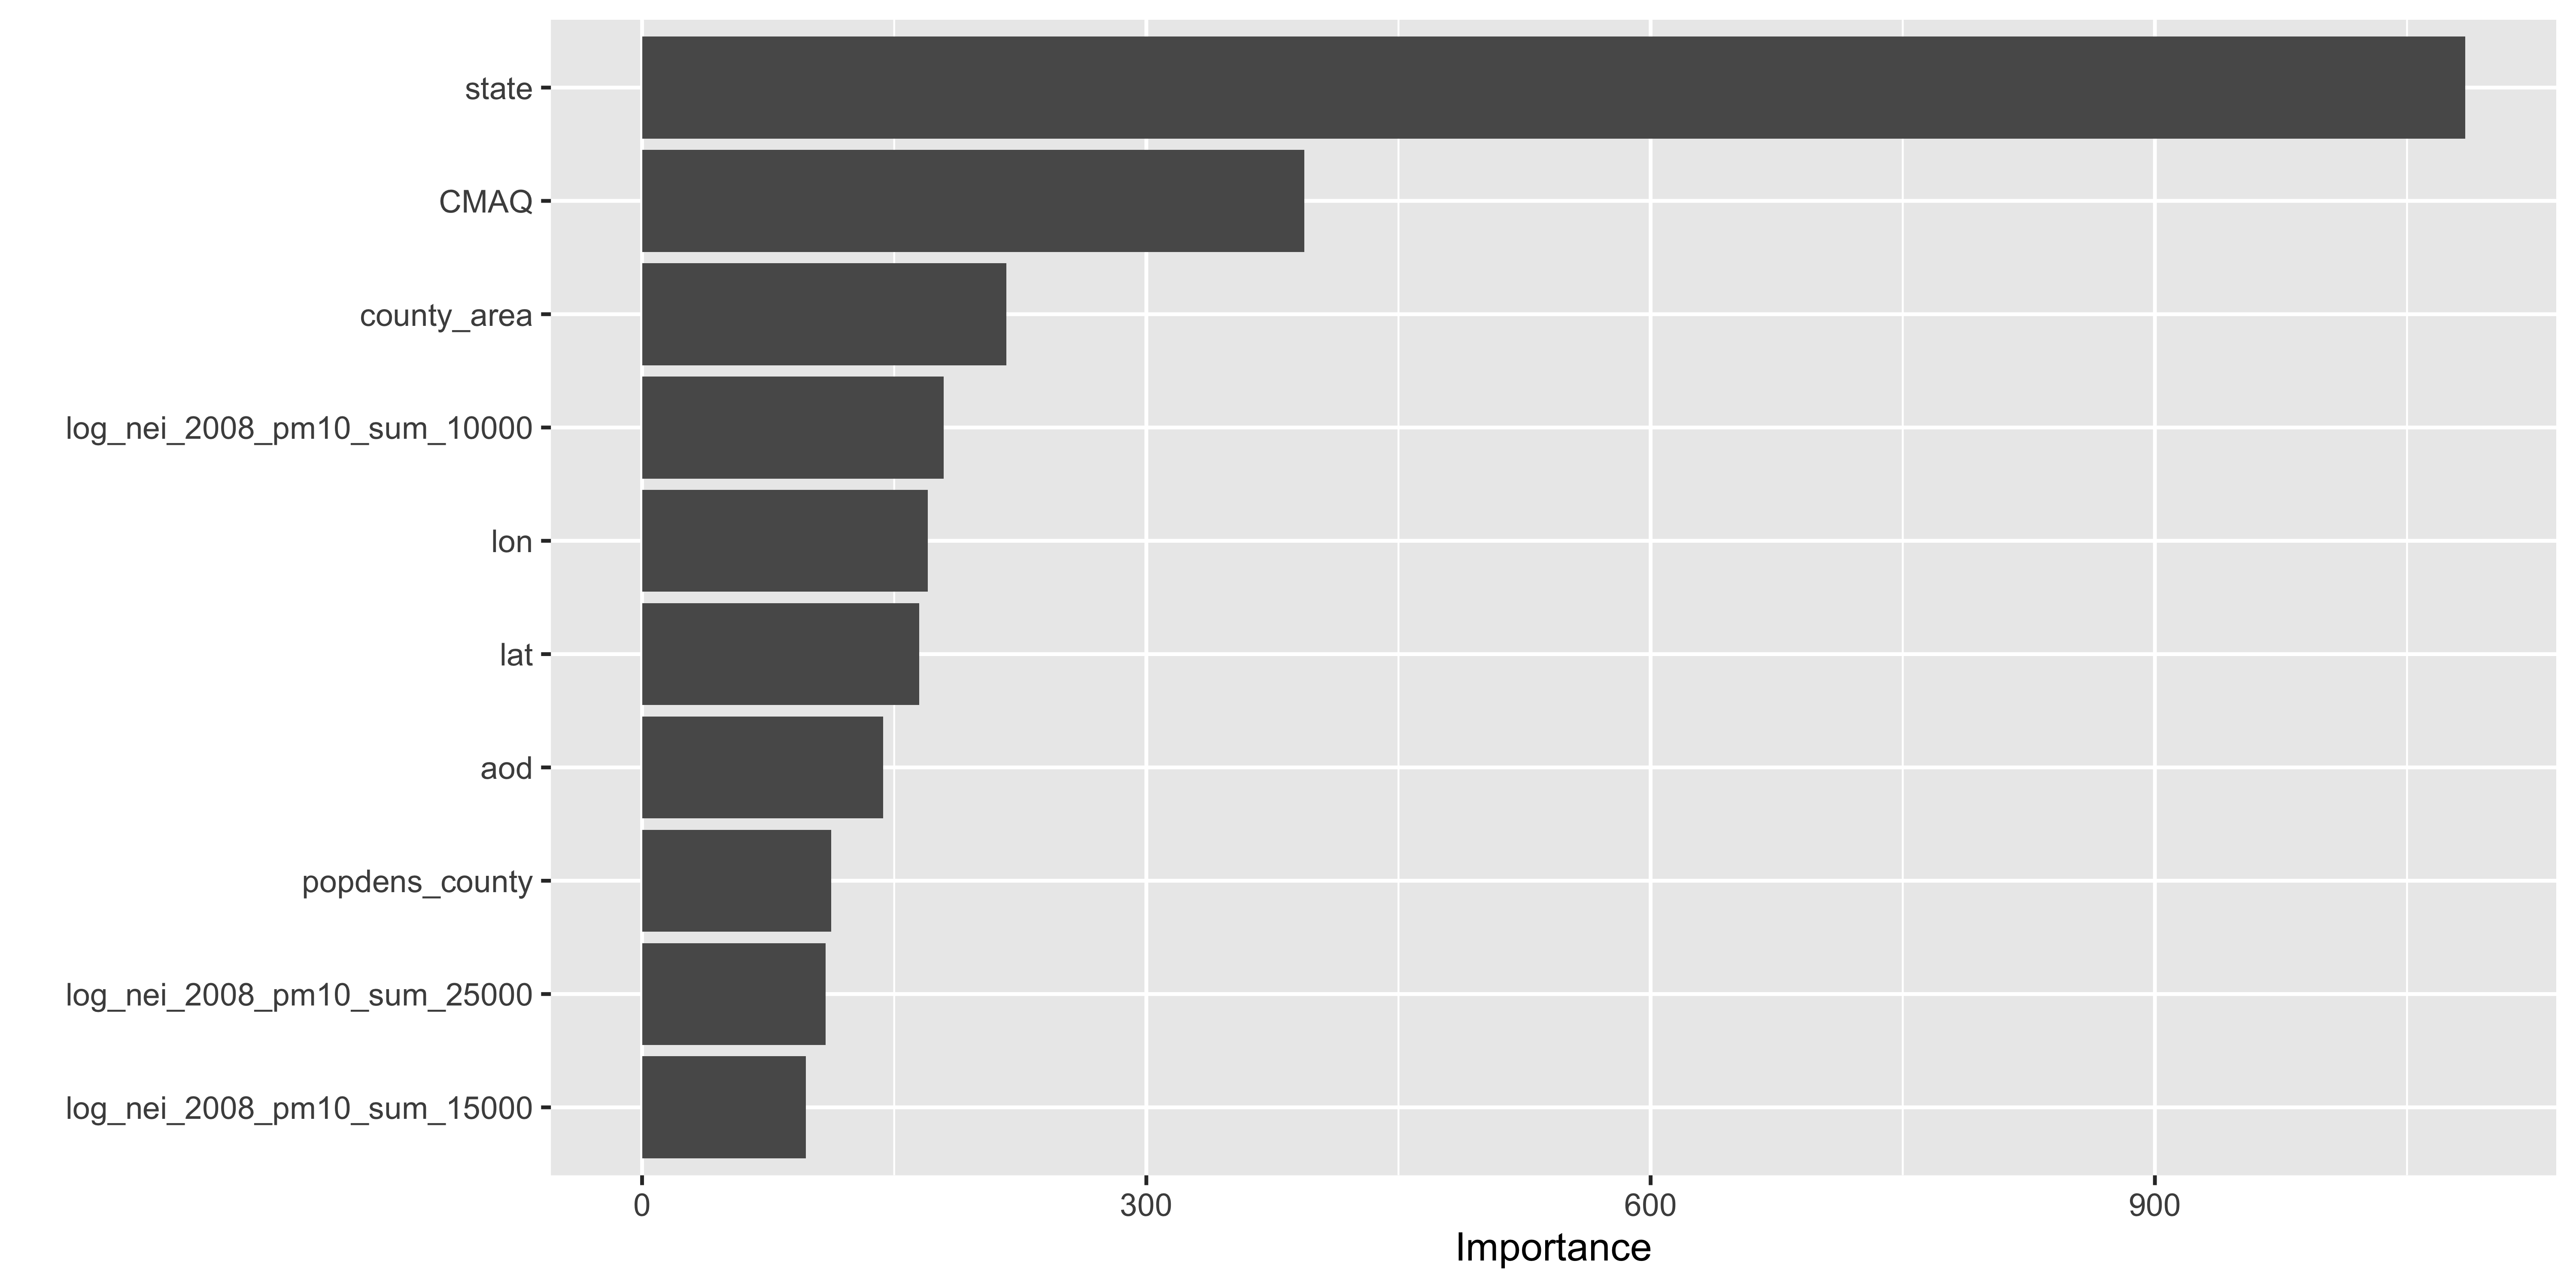 state
CMAQ
county_area
log_nei_2008_pm10_sum_10000
lon
lat
aod
popdens_county
log_nei_2008_pm10_sum_25000
log_nei_2008_pm10_sum_15000
0 300 600 900
Importance